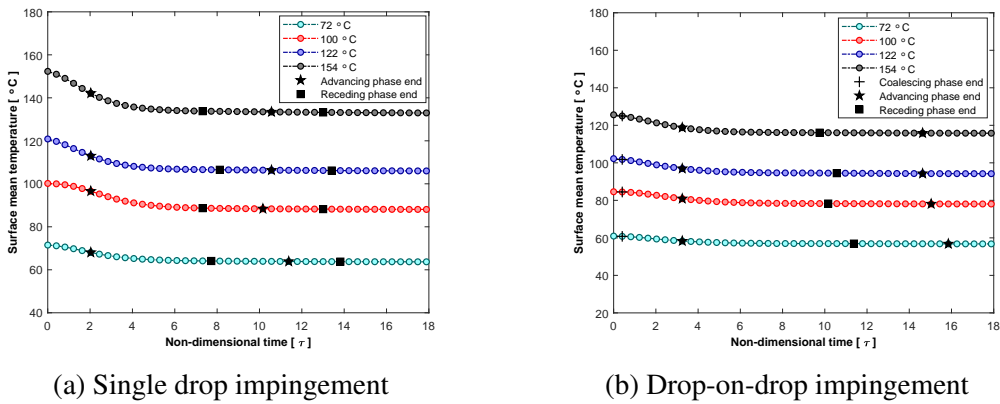 180
160
140
120
100
80
60
40
0 2 4 6 8 10 12 14 16 18
Surface mean temperature [ °C ]
Non-dimensional time [ τ ]
72 °C
100 °C
122 °C
154 °C
Advancing phase end
Receding phase end
(a) Single drop impingement
180
160
140
120
100
80
60
40
20
0 2 4 6 8 10 12 14 16 18
Surface mean temperature [ °C ]
Non-dimensional time [ τ ]
72 °C
100 °C
122 °C
154 °C
Coalescing phase end
Advancing phase end
Receding phase end
(b) Drop-on-drop impingement